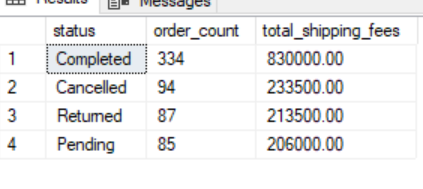 Results Messages
status order_count total_shipping_fees
1 Completed 334 830000.00
2 Cancelled 94 233500.00
3 Returned 87 213500.00
4 Pending 85 206000.00